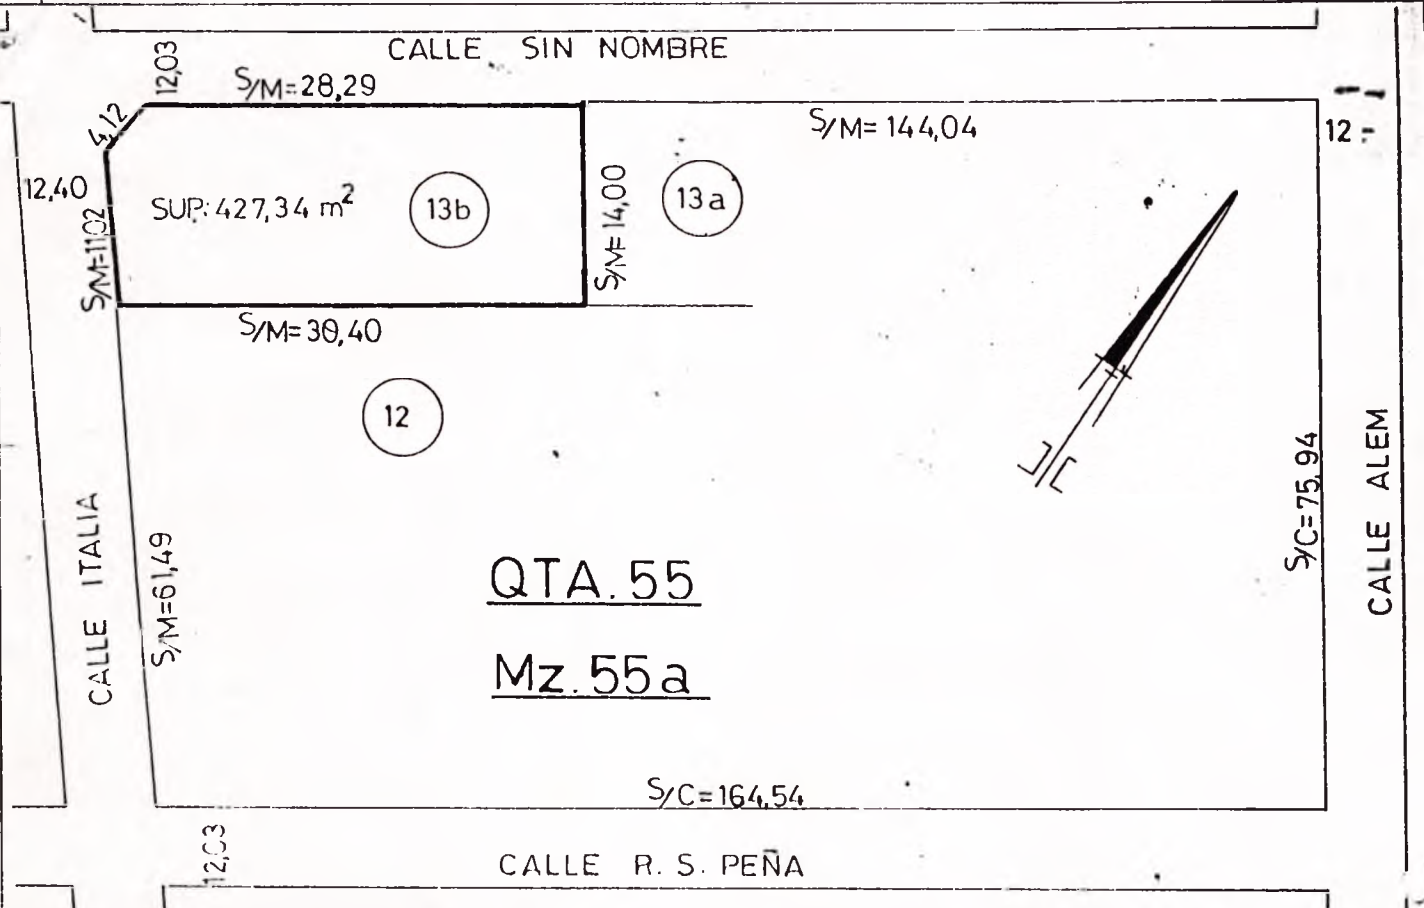 CALLE SIN NOMBRE
12,03
S/M=28,29
4,12
S/M= 144,04
12.-
12,40
SUP: 427,34 m²
13b
S/M= 14,00
13a
S/M=11,02
S/M=30,40
12
CALLE ITALIA
S/M=61,49
QTA. 55
Mz. 55a
S/C=75,94
CALLE ALEM
S/C=164,54
12,03
CALLE R. S. PEÑA